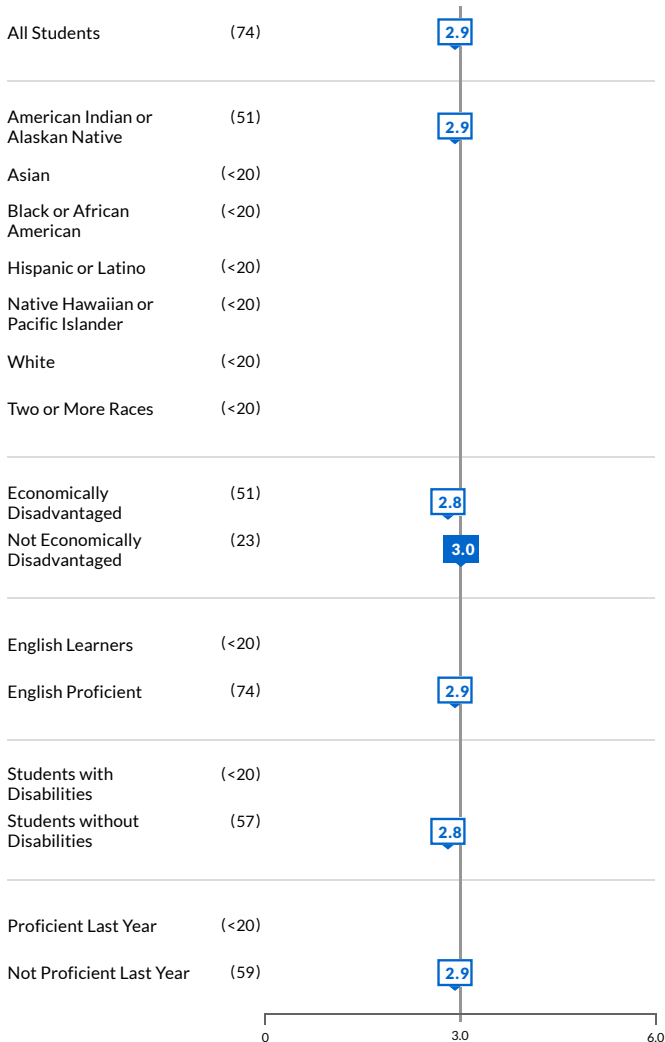 All Students (74) 2.9
American Indian or (51) 2.9
Alaskan Native
Asian (<20)
Black or African (<20)
American
Hispanic or Latino (<20)
Native Hawaiian or (<20)
Pacific Islander
White (<20)
Two or More Races (<20)
Economically (51) 2.8
Disadvantaged
Not Economically (23) 3.0
Disadvantaged
English Learners (<20)
English Proficient (74) 2.9
Students with (<20)
Disabilities
Students without (57) 2.8
Disabilities
Proficient Last Year (<20)
Not Proficient Last Year (59) 2.9
0 3.0 6.0